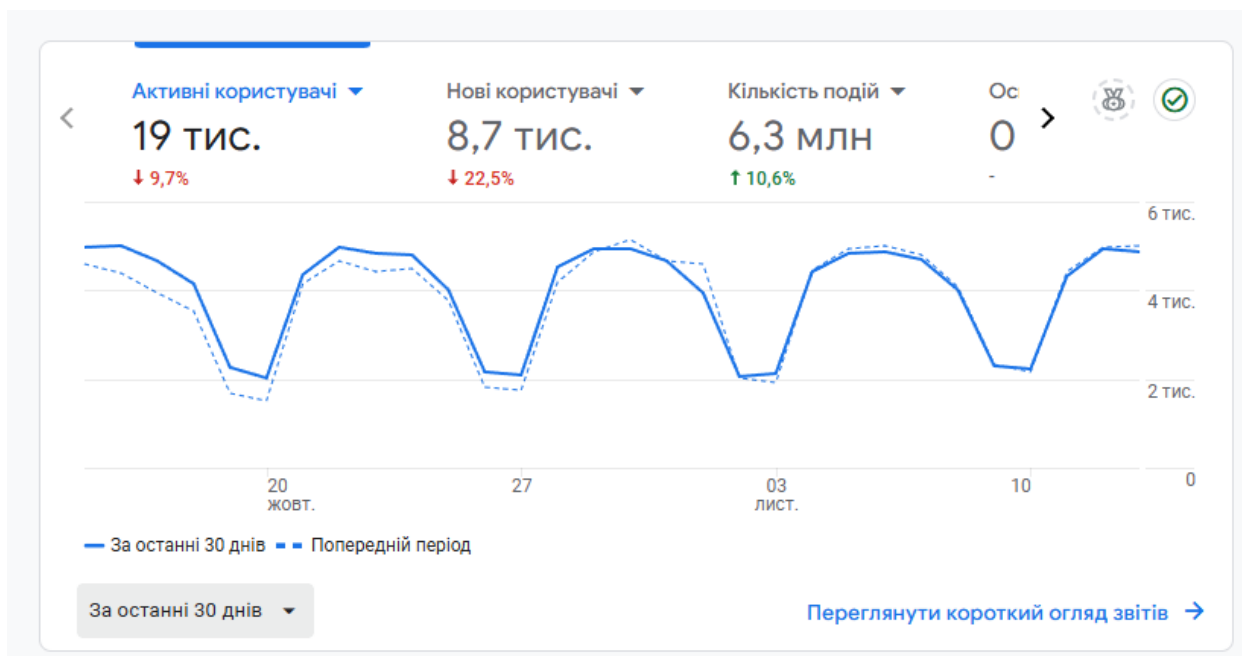 Активні користувачі
19 тис.
9,7%
Нові користувачі
8,7 тис.
22,5%
Кількість подій
6,3 млн
10,6%
Ос
0
-
6 тис.
4 тис.
2 тис.
0
20 жовт.
27
03 лист.
10
За останні 30 днів
Попередній період
За останні 30 днів
Переглянути короткий огляд звітів